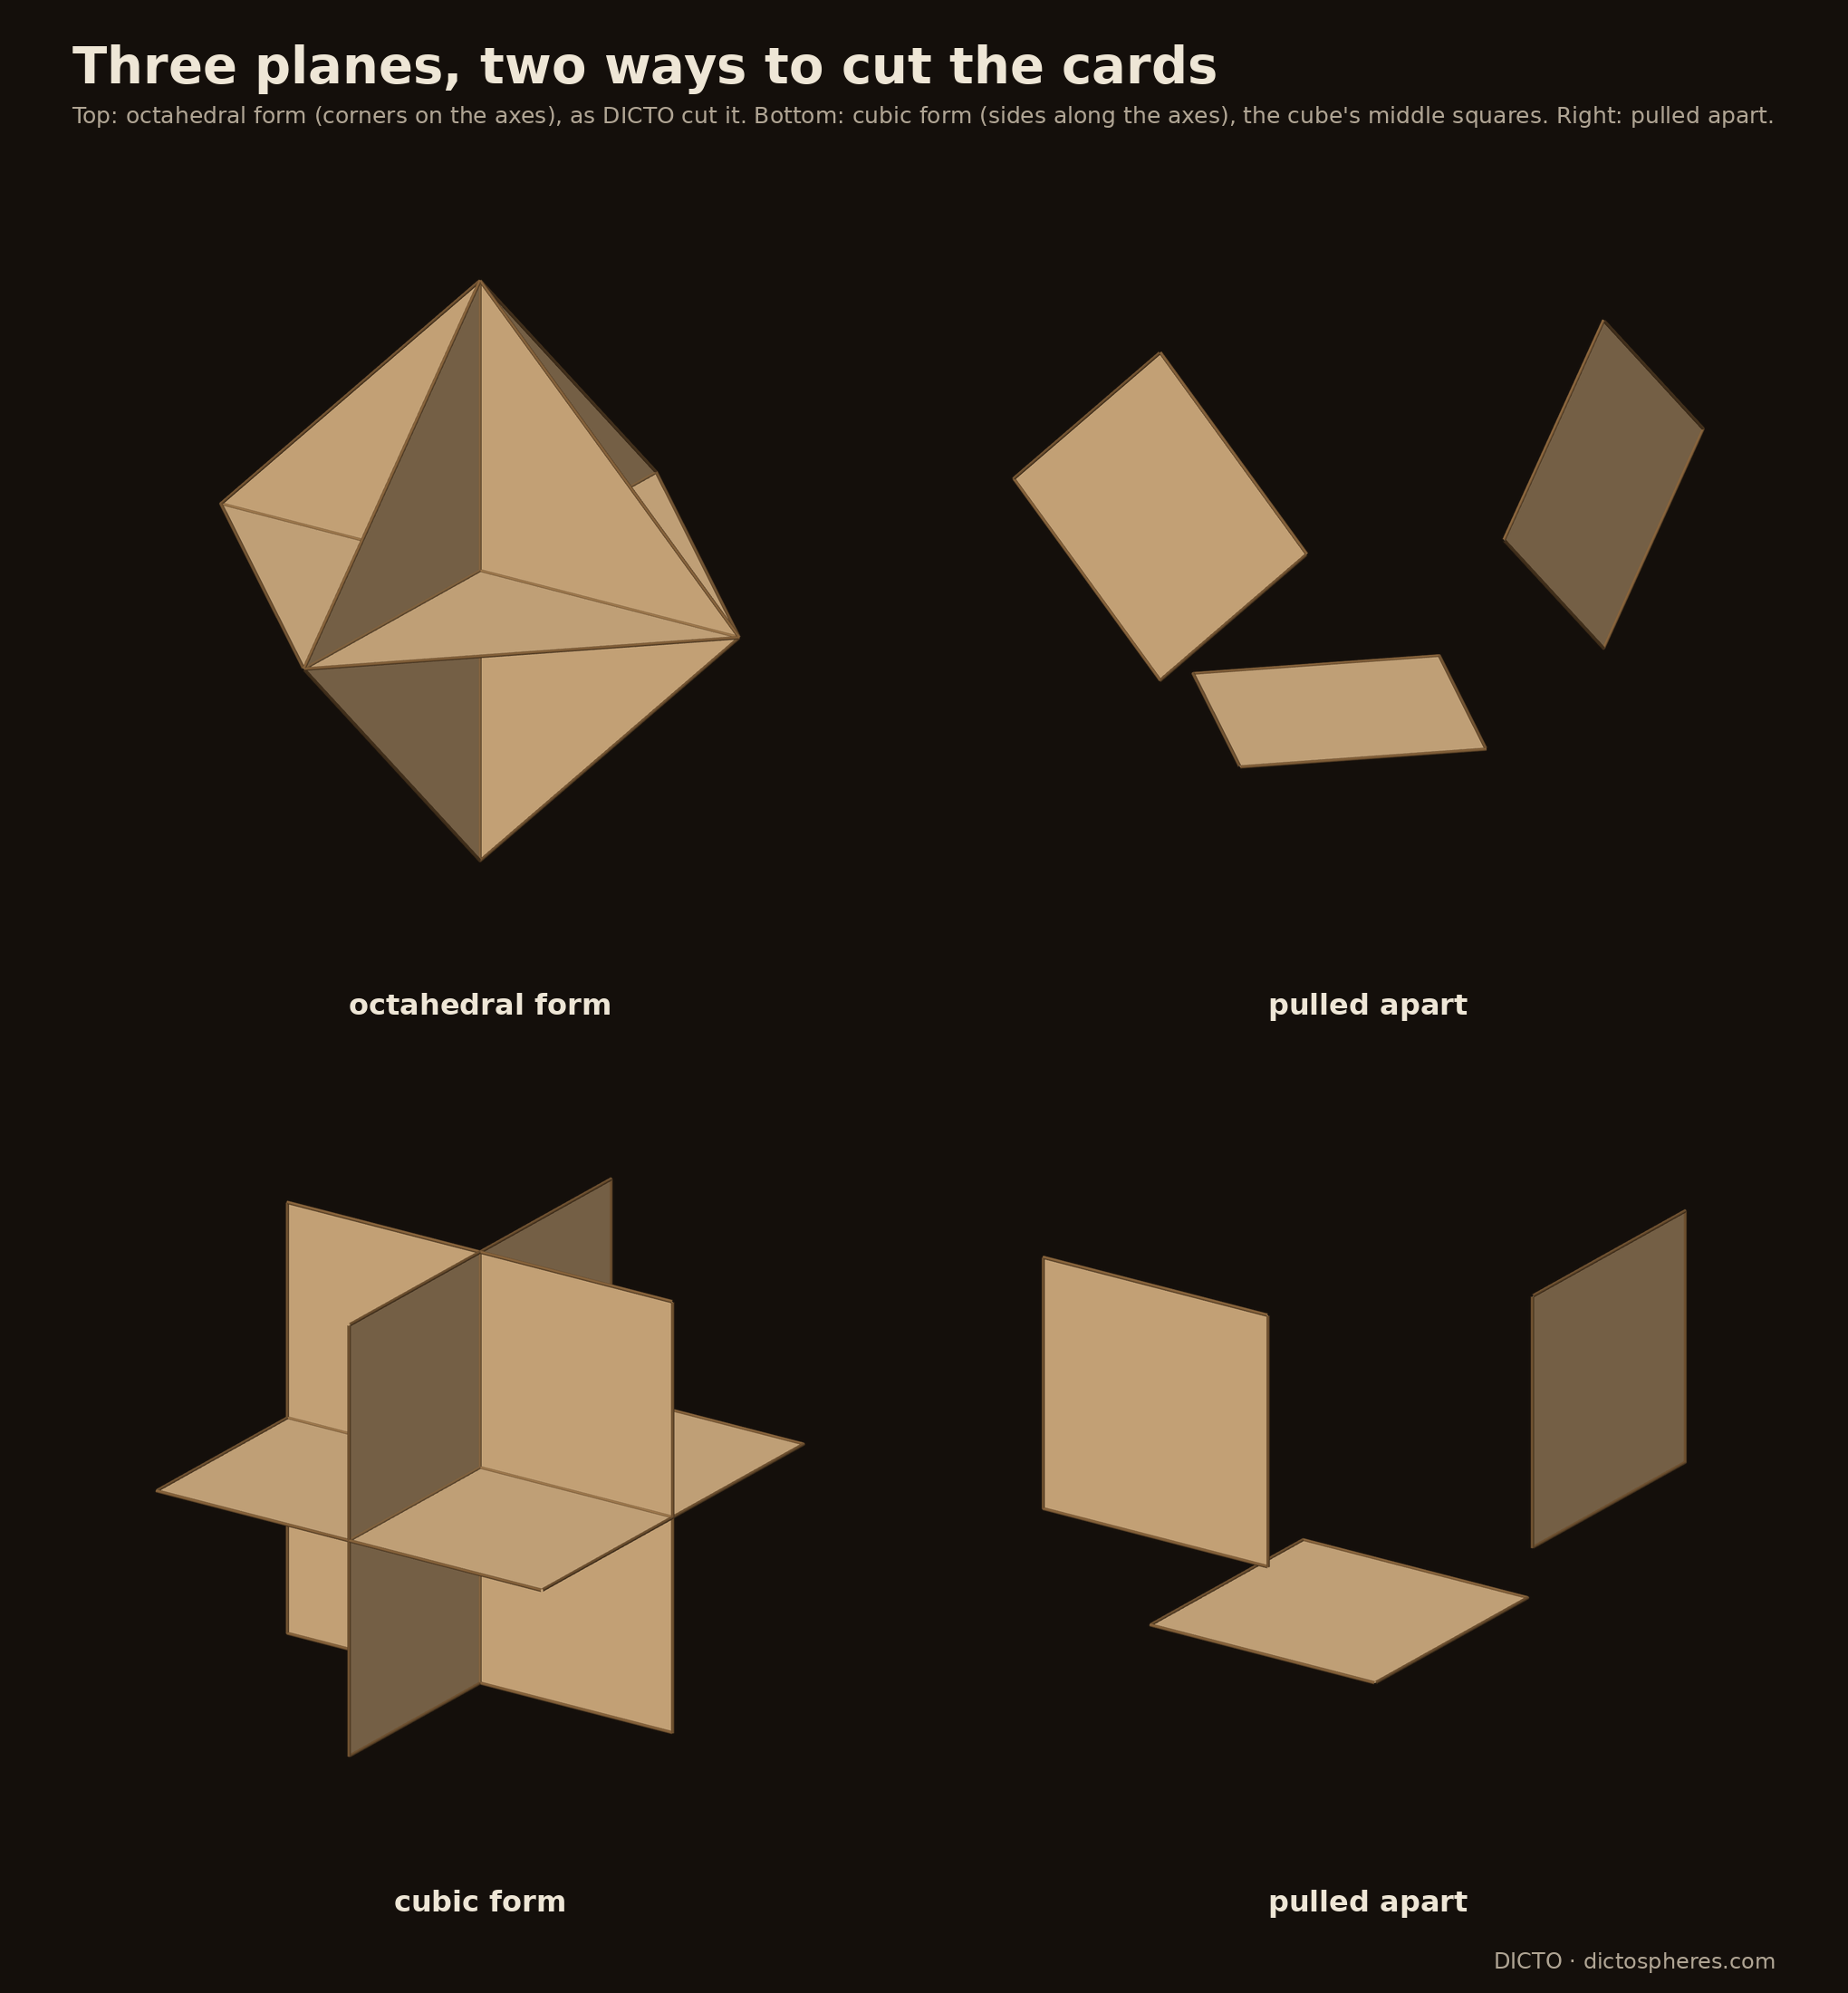 Three planes, two ways to cut the cards
Top: octahedral form (corners on the axes), as DICTO cut it. Bottom: cubic form (sides along the axes), the cube's middle squares. Right: pulled apart.
octahedral form
pulled apart
cubic form
pulled apart
DICTO · dictospheres.com